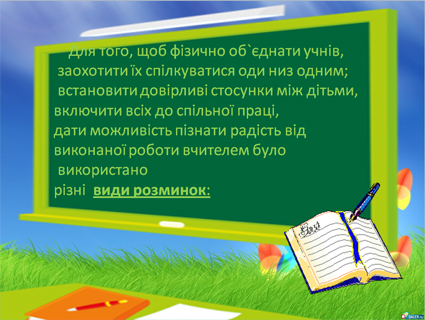 Для того, щоб фізично об`єднати учнів,
заохотити їх спілкуватися оди низ одним;
встановити довірливі стосунки між дітьми,
включити всіх до спільної праці,
дати можливість пізнати радість від
виконаної роботи вчителем було
використано
різні види розминок: